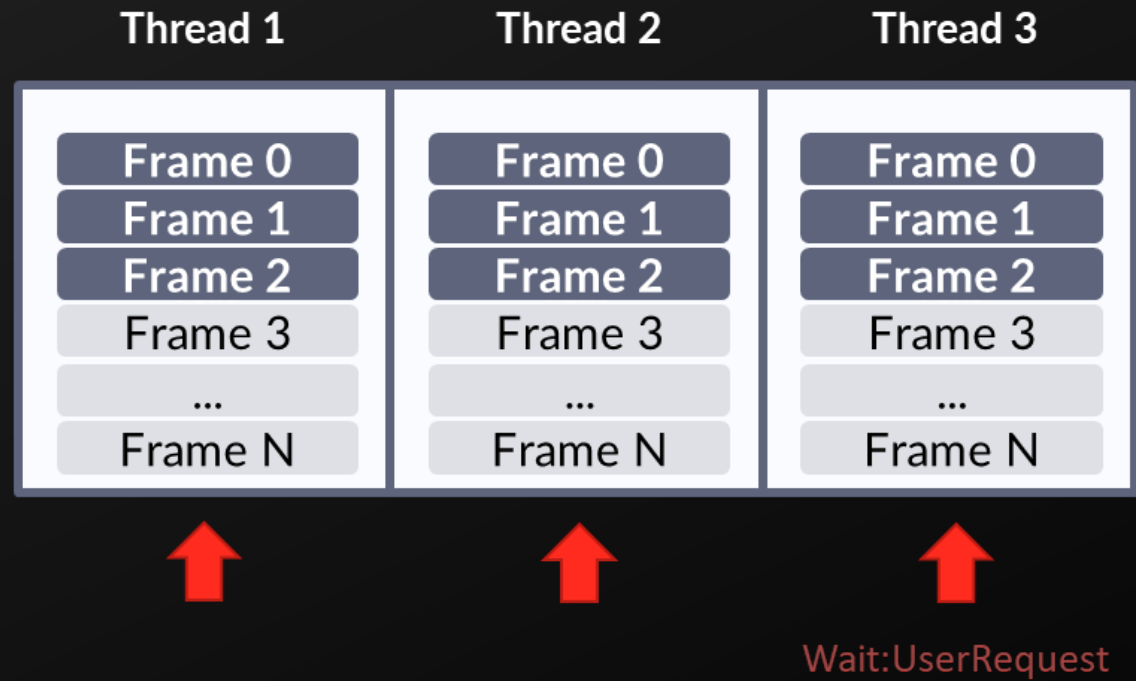 Thread 1 Thread 2 Thread 3
Frame 0 Frame 0 Frame 0
Frame 1 Frame 1 Frame 1
Frame 2 Frame 2 Frame 2
Frame 3 Frame 3 Frame 3
... ... ...
Frame N Frame N Frame N
Wait:UserRequest